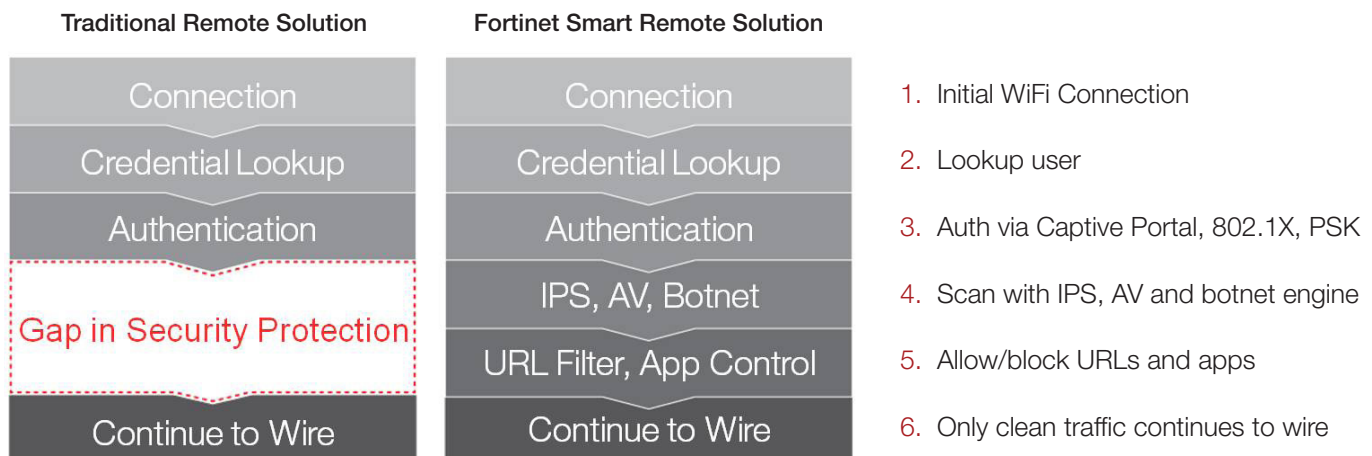 Traditional Remote Solution
Connection
Credential Lookup
Authentication
Gap in Security Protection
Continue to Wire
Fortinet Smart Remote Solution
Connection
Credential Lookup
Authentication
IPS, AV, Botnet
URL Filter, App Control
Continue to Wire
1. Initial WiFi Connection
2. Lookup user
3. Auth via Captive Portal, 802.1X, PSK
4. Scan with IPS, AV and botnet engine
5. Allow/block URLs and apps
6. Only clean traffic continues to wire